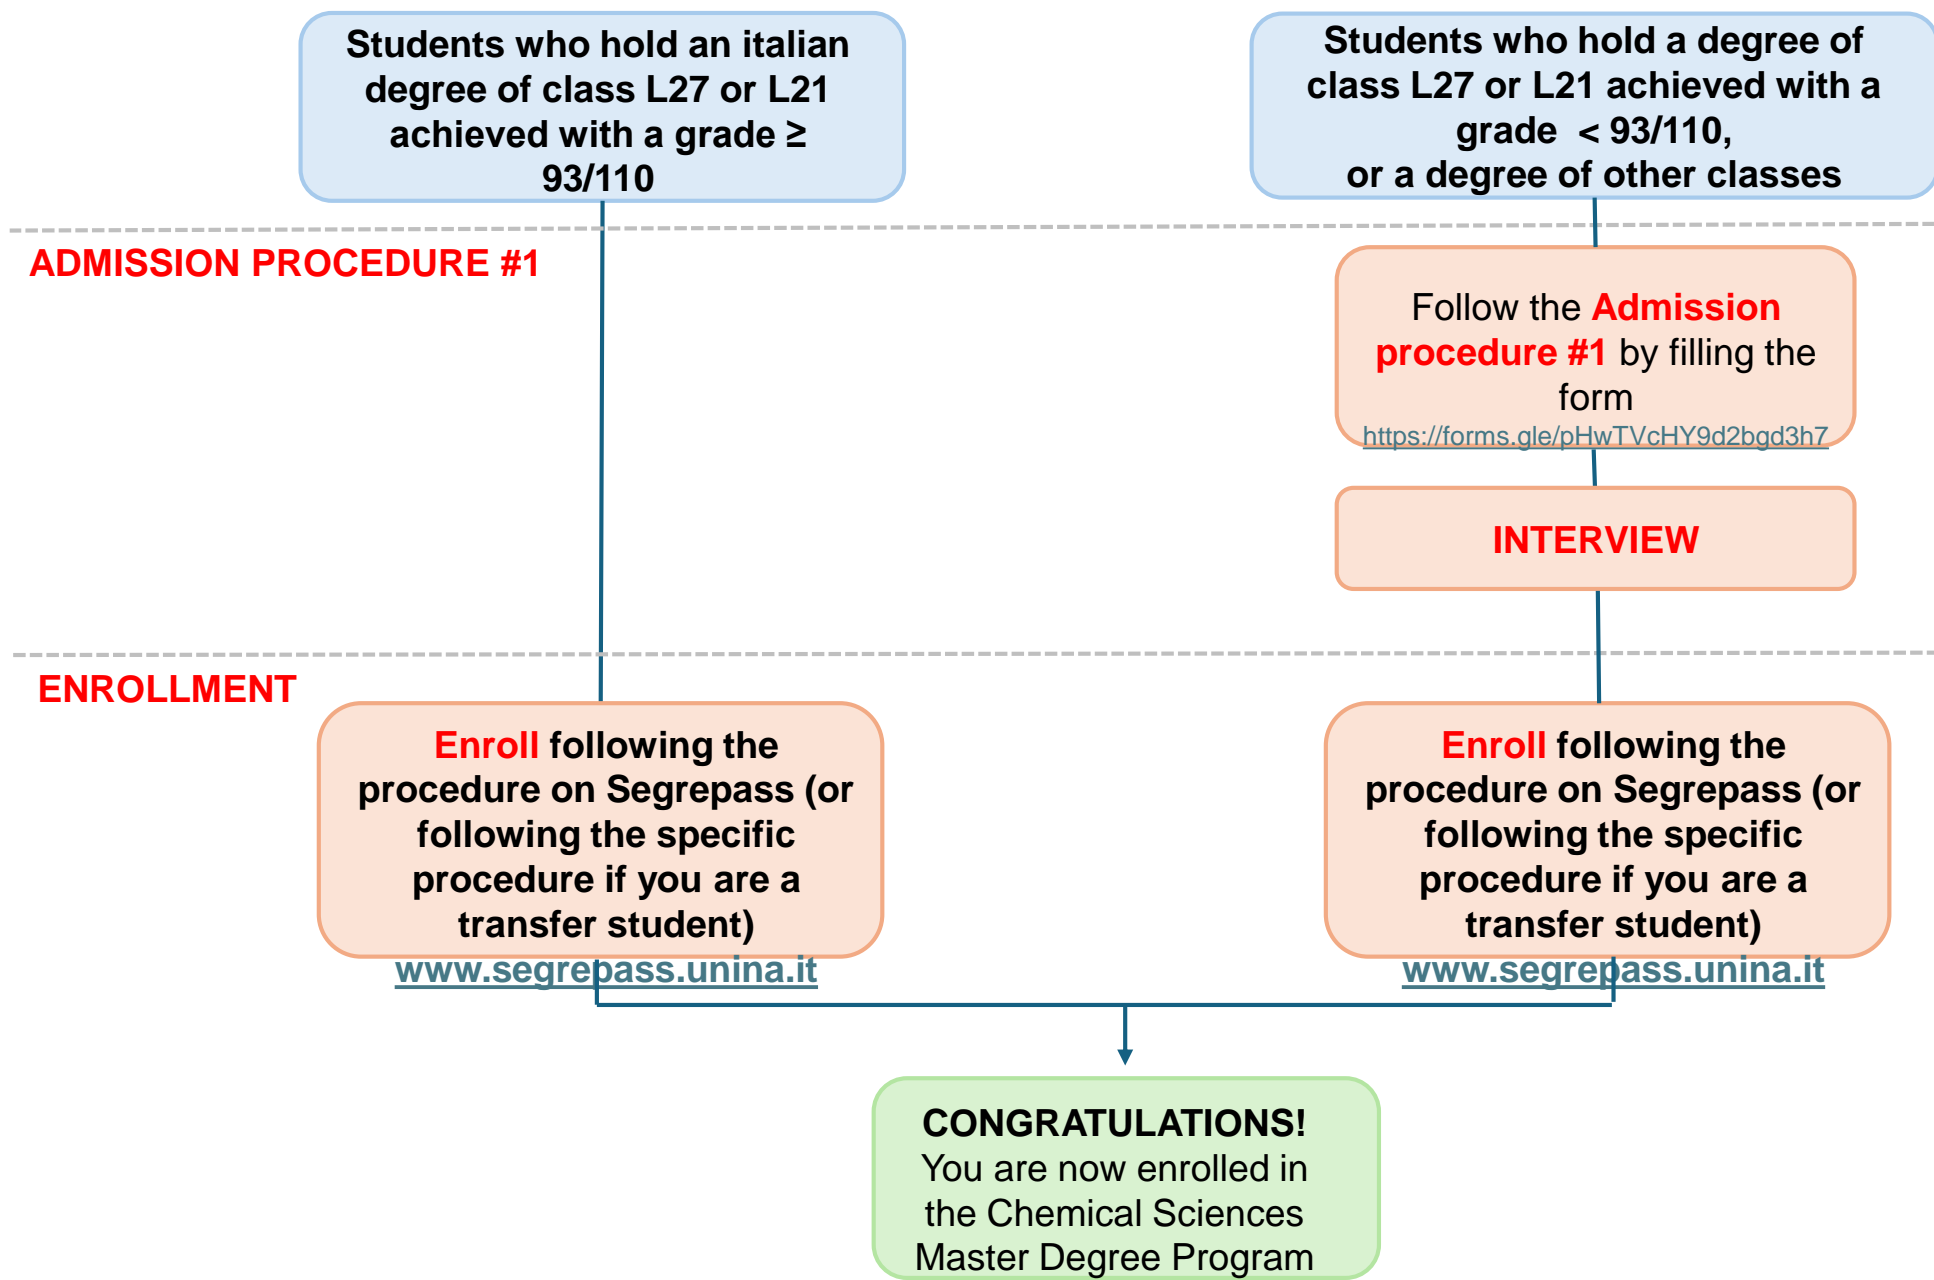 Students who hold an italian
degree of class L27 or L21
achieved with a grade ≥
93/110
Students who hold a degree of
class L27 or L21 achieved with a
grade  < 93/110,
or a degree of other classes
ADMISSION PROCEDURE #1
Follow the Admission
procedure #1 by filling the
form
https://forms.gle/pHwTVcHY9d2bgd3h7
INTERVIEW
ENROLLMENT
Enroll following the
procedure on Segrepass (or
following the specific
procedure if you are a
transfer student)
www.segrepass.unina.it
Enroll following the
procedure on Segrepass (or
following the specific
procedure if you are a
transfer student)
www.segrepass.unina.it
CONGRATULATIONS!
You are now enrolled in
the Chemical Sciences
Master Degree Program